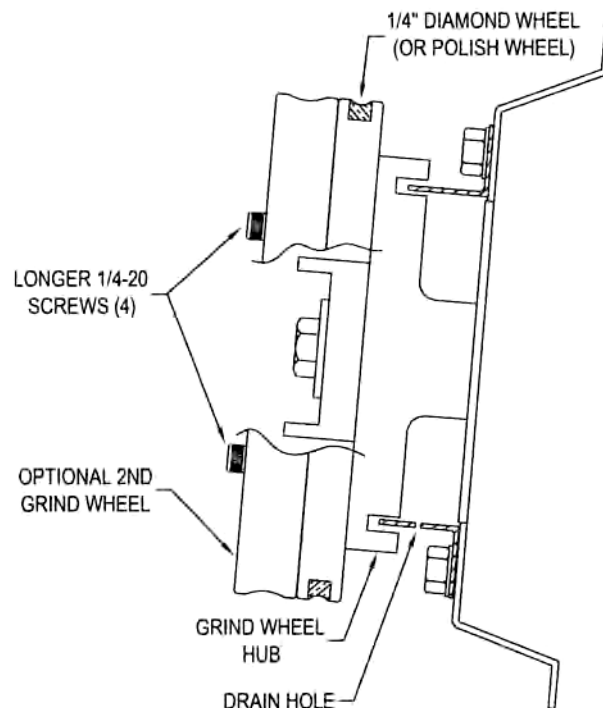 1/4" DIAMOND WHEEL
(OR POLISH WHEEL)
LONGER 1/4-20
SCREWS (4)
OPTIONAL 2ND
GRIND WHEEL
GRIND WHEEL
HUB
DRAIN HOLE